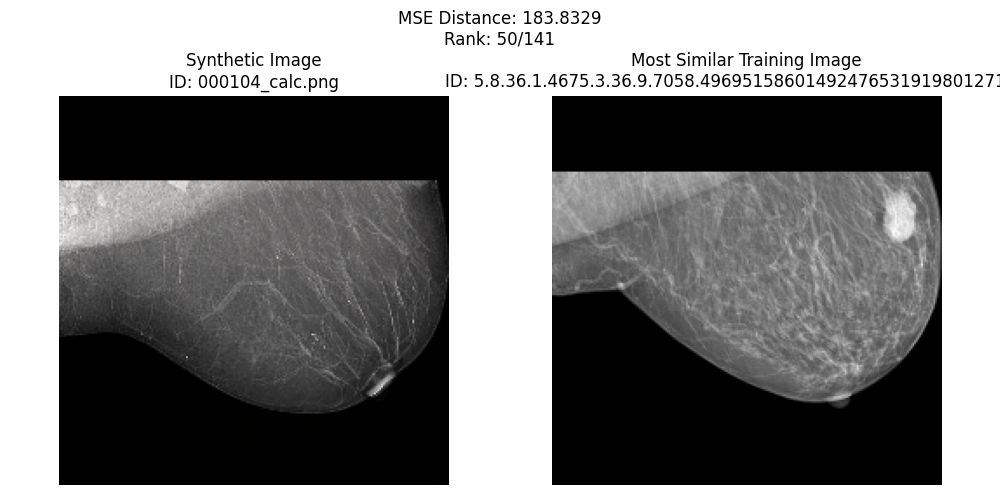 MSE Distance: 183.8329
Rank: 50/141
Synthetic Image
ID: 000104_calc.png
Most Similar Training Image
ID: 5.8.36.1.4675.3.36.9.7058.49695158601492476531919801271